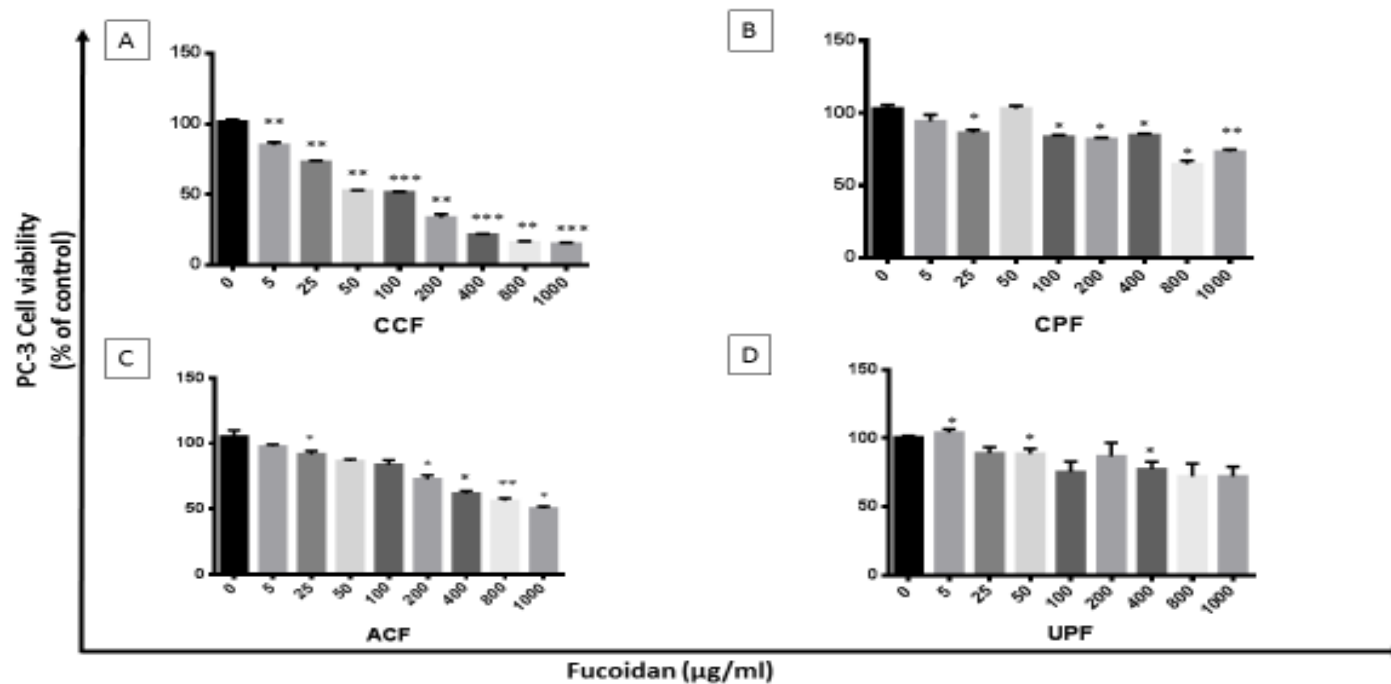 PC-3 Cell viability
(% of control)
A
150
100
50
0
** ** ** *** ** *** ** ***
0 5 25 50 100 200 400 800 1000
CCF
B
150
100
50
0
* * * * * **
0 5 25 50 100 200 400 800 1000
CPF
C
150
100
50
0
* * * ** *
0 5 25 50 100 200 400 800 1000
ACF
D
150
100
50
0
* * *
0 5 25 50 100 200 400 800 1000
UPF
Fucoidan (μg/ml)